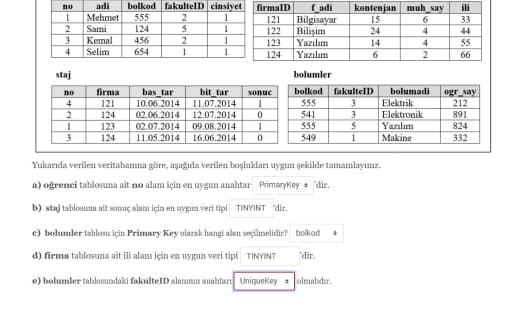 no adi bolkod fakulteID cinsiyet
1 Mehmet 555 2 1
2 Sami 124 5 1
3 Kemal 456 2 1
4 Selim 654 1 1
firmaID f_adi kontenjan muh_say ili
121 Bilgisayar 15 6 33
122 Bilişim 24 4 44
123 Yazılım 14 4 55
124 Yazılım 6 2 66
staj
no firma bas_tar bit_tar sonuc
4 121 10.06.2014 11.07.2014 1
2 124 02.06.2014 12.07.2014 0
1 123 02.07.2014 09.08.2014 1
3 124 11.05.2014 16.06.2014 0
bolumler
bolkod fakulteID bolumadi ogr_say
555 3 Elektrik 212
541 3 Elektronik 891
555 5 Yazılım 824
549 1 Makine 332
Yukarıda verilen veritabanına göre, aşağıda verilen boşlukları uygun şekilde tamamlayınız.
a) oğrenci tablosuna ait no alanı için en uygun anahtar PrimaryKey 'dir.
b) staj tablosuna ait sonuç alanı için en uygun veri tipi TINYINT 'dir.
c) bolumler tablosu için Primary Key olarak hangi alan seçilmelidir? bolkod
d) firma tablosuna ait ili alanı için en uygun veri tipi TINYINT 'dir.
e) bolumler tablosundaki fakulteID alanının anahtarı UniqueKey olmalıdır.